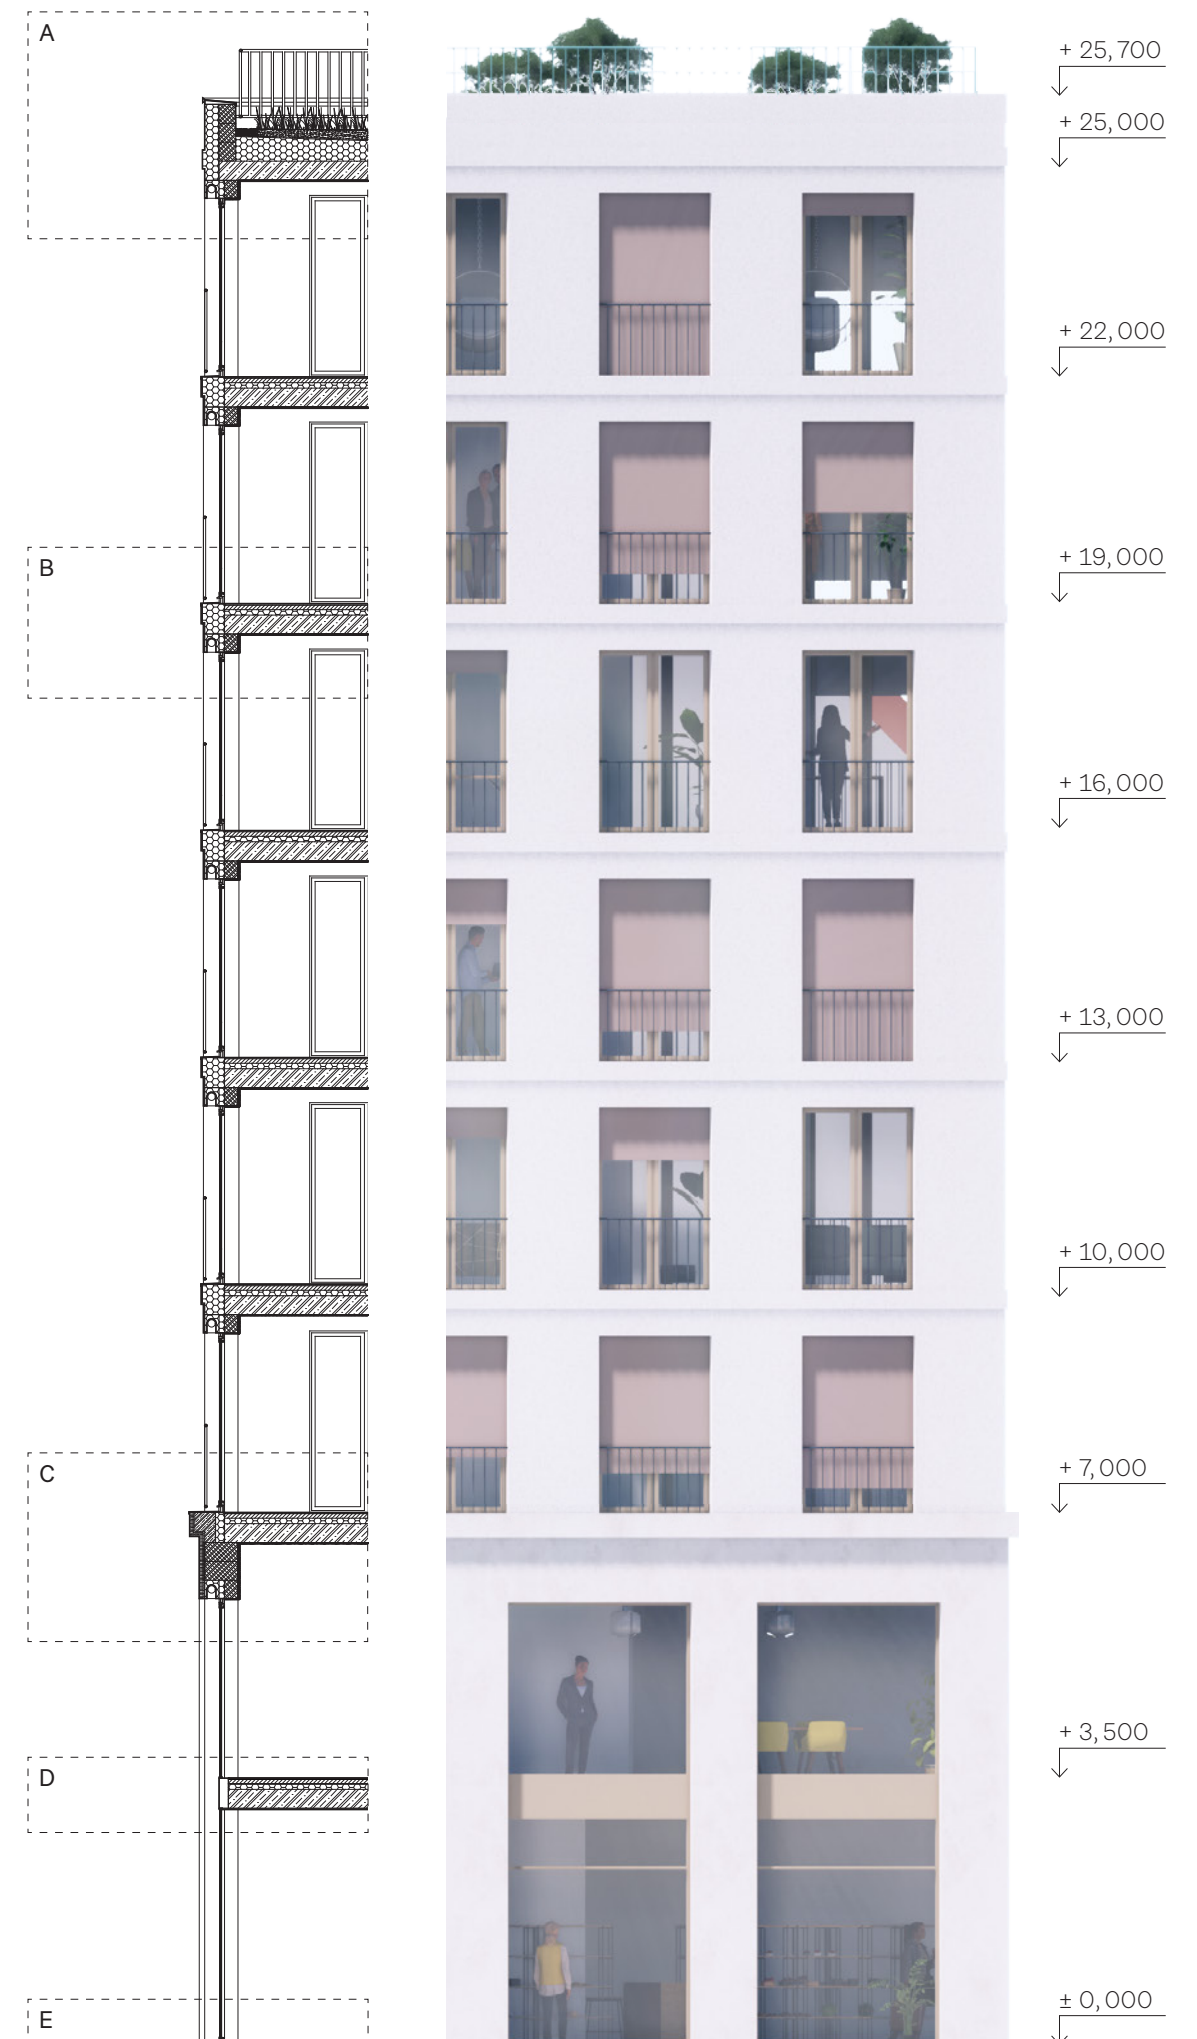 A
+ 25,700
+ 25,000
+ 22,000
B
+ 19,000
+ 16,000
+ 13,000
+ 10,000
C
+ 7,000
+ 3,500
D
± 0,000
E